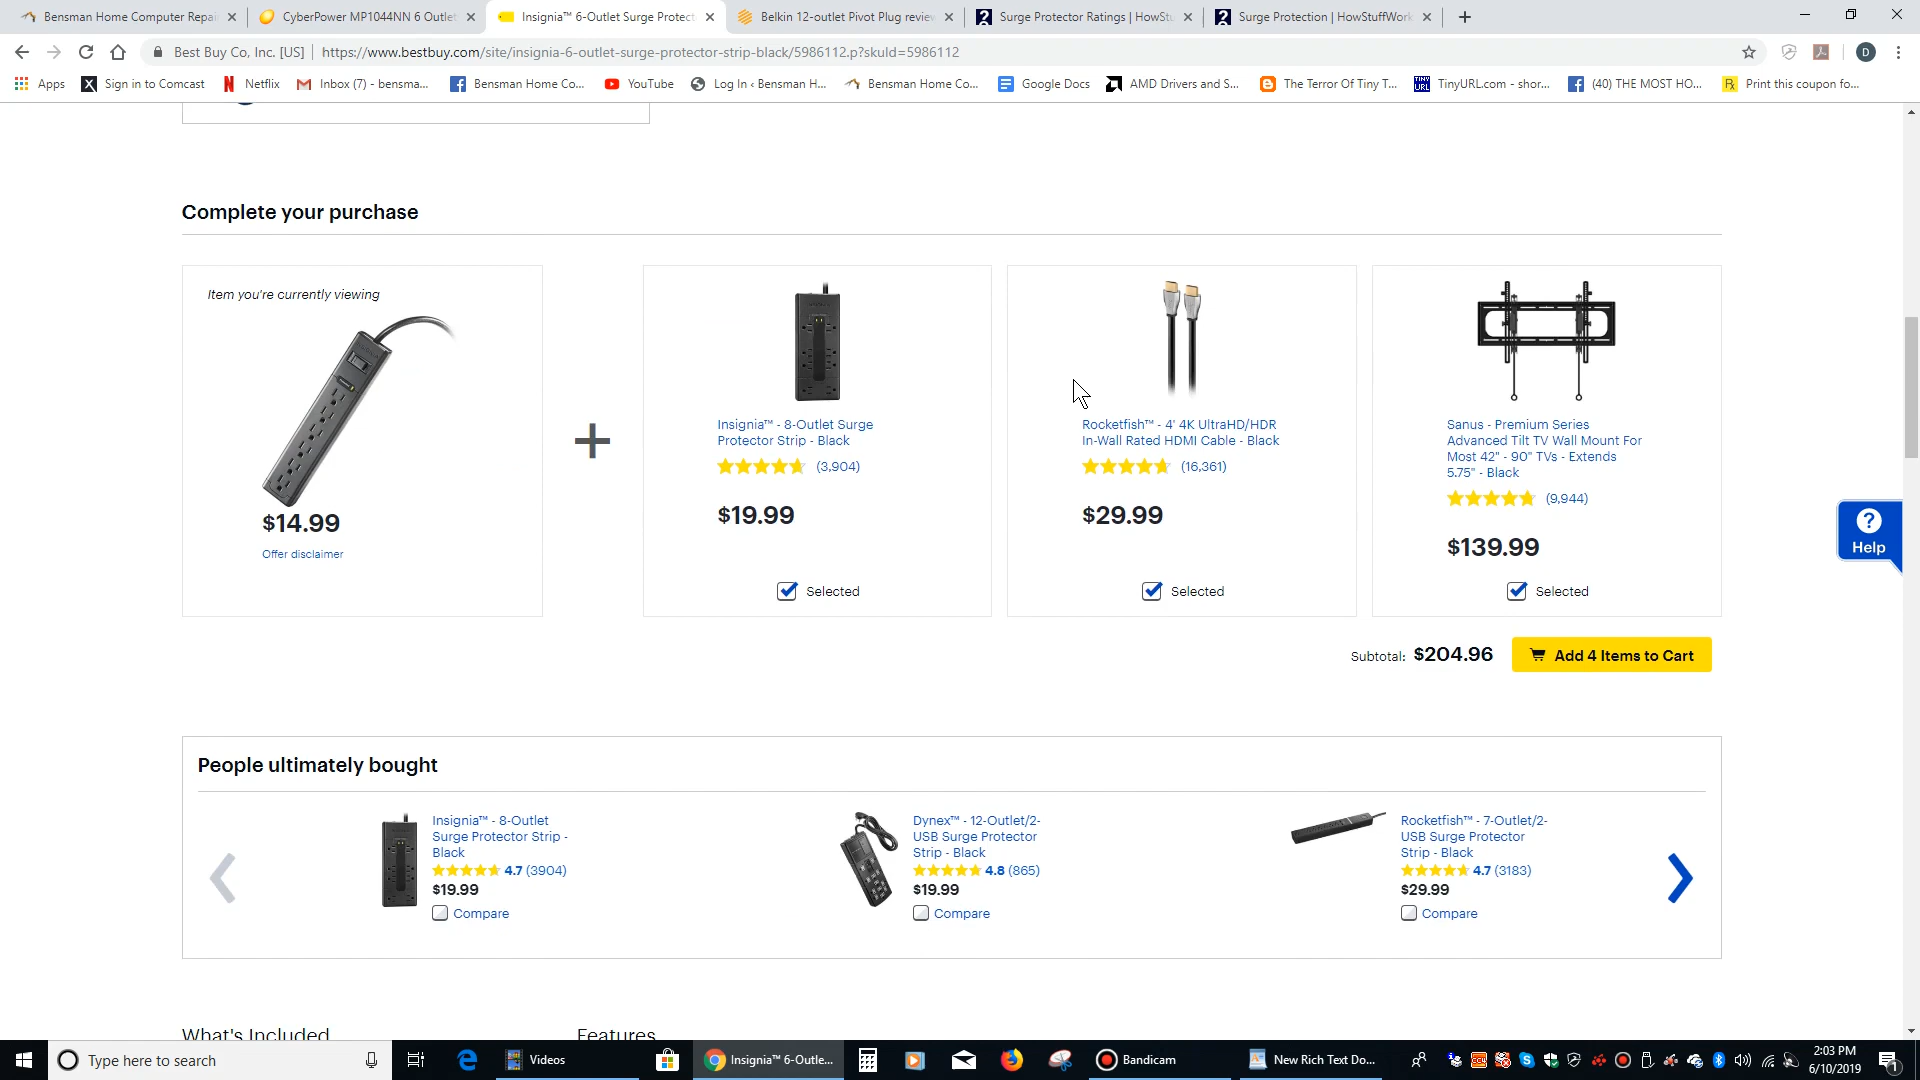 Bensman Home Computer Repai
CyberPower MP1044NN 6 Outlet
Insignia™ 6-Outlet Surge Protect
Belkin 12-outlet Pivot Plug review
Surge Protector Ratings | HowStu
Surge Protection | HowStuffWork
Best Buy Co, Inc. [US] | https://www.bestbuy.com/site/insignia-6-outlet-surge-protector-strip-black/5986112.p?skuId=5986112
D
Apps
Sign in to Comcast
Netflix
Inbox (7) - bensma...
Bensman Home Co...
YouTube
Log In ‹ Bensman H...
Bensman Home Co...
Google Docs
AMD Drivers and S...
The Terror Of Tiny T...
TinyURL.com - shor...
(40) THE MOST HO...
Print this coupon fo...
Complete your purchase
Item you're currently viewing
$14.99
Offer disclaimer
Insignia™ - 8-Outlet Surge
Protector Strip - Black
(3,904)
$19.99
Selected
Rocketfish™ - 4' 4K UltraHD/HDR
In-Wall Rated HDMI Cable - Black
(16,361)
$29.99
Selected
Sanus - Premium Series
Advanced Tilt TV Wall Mount For
Most 42" - 90" TVs - Extends
5.75" - Black
(9,944)
$139.99
Selected
? Help
Subtotal: $204.96
Add 4 Items to Cart
People ultimately bought
Insignia™ - 8-Outlet
Surge Protector Strip -
Black
4.7 (3904)
$19.99
Compare
Dynex™ - 12-Outlet/2-
USB Surge Protector
Strip - Black
4.8 (865)
$19.99
Compare
Rocketfish™ - 7-Outlet/2-
USB Surge Protector
Strip - Black
4.7 (3183)
$29.99
Compare
What's Included
Features
Type here to search
Videos
Insignia™ 6-Outle...
Bandicam
New Rich Text Do...
2:03 PM
6/10/2019
1